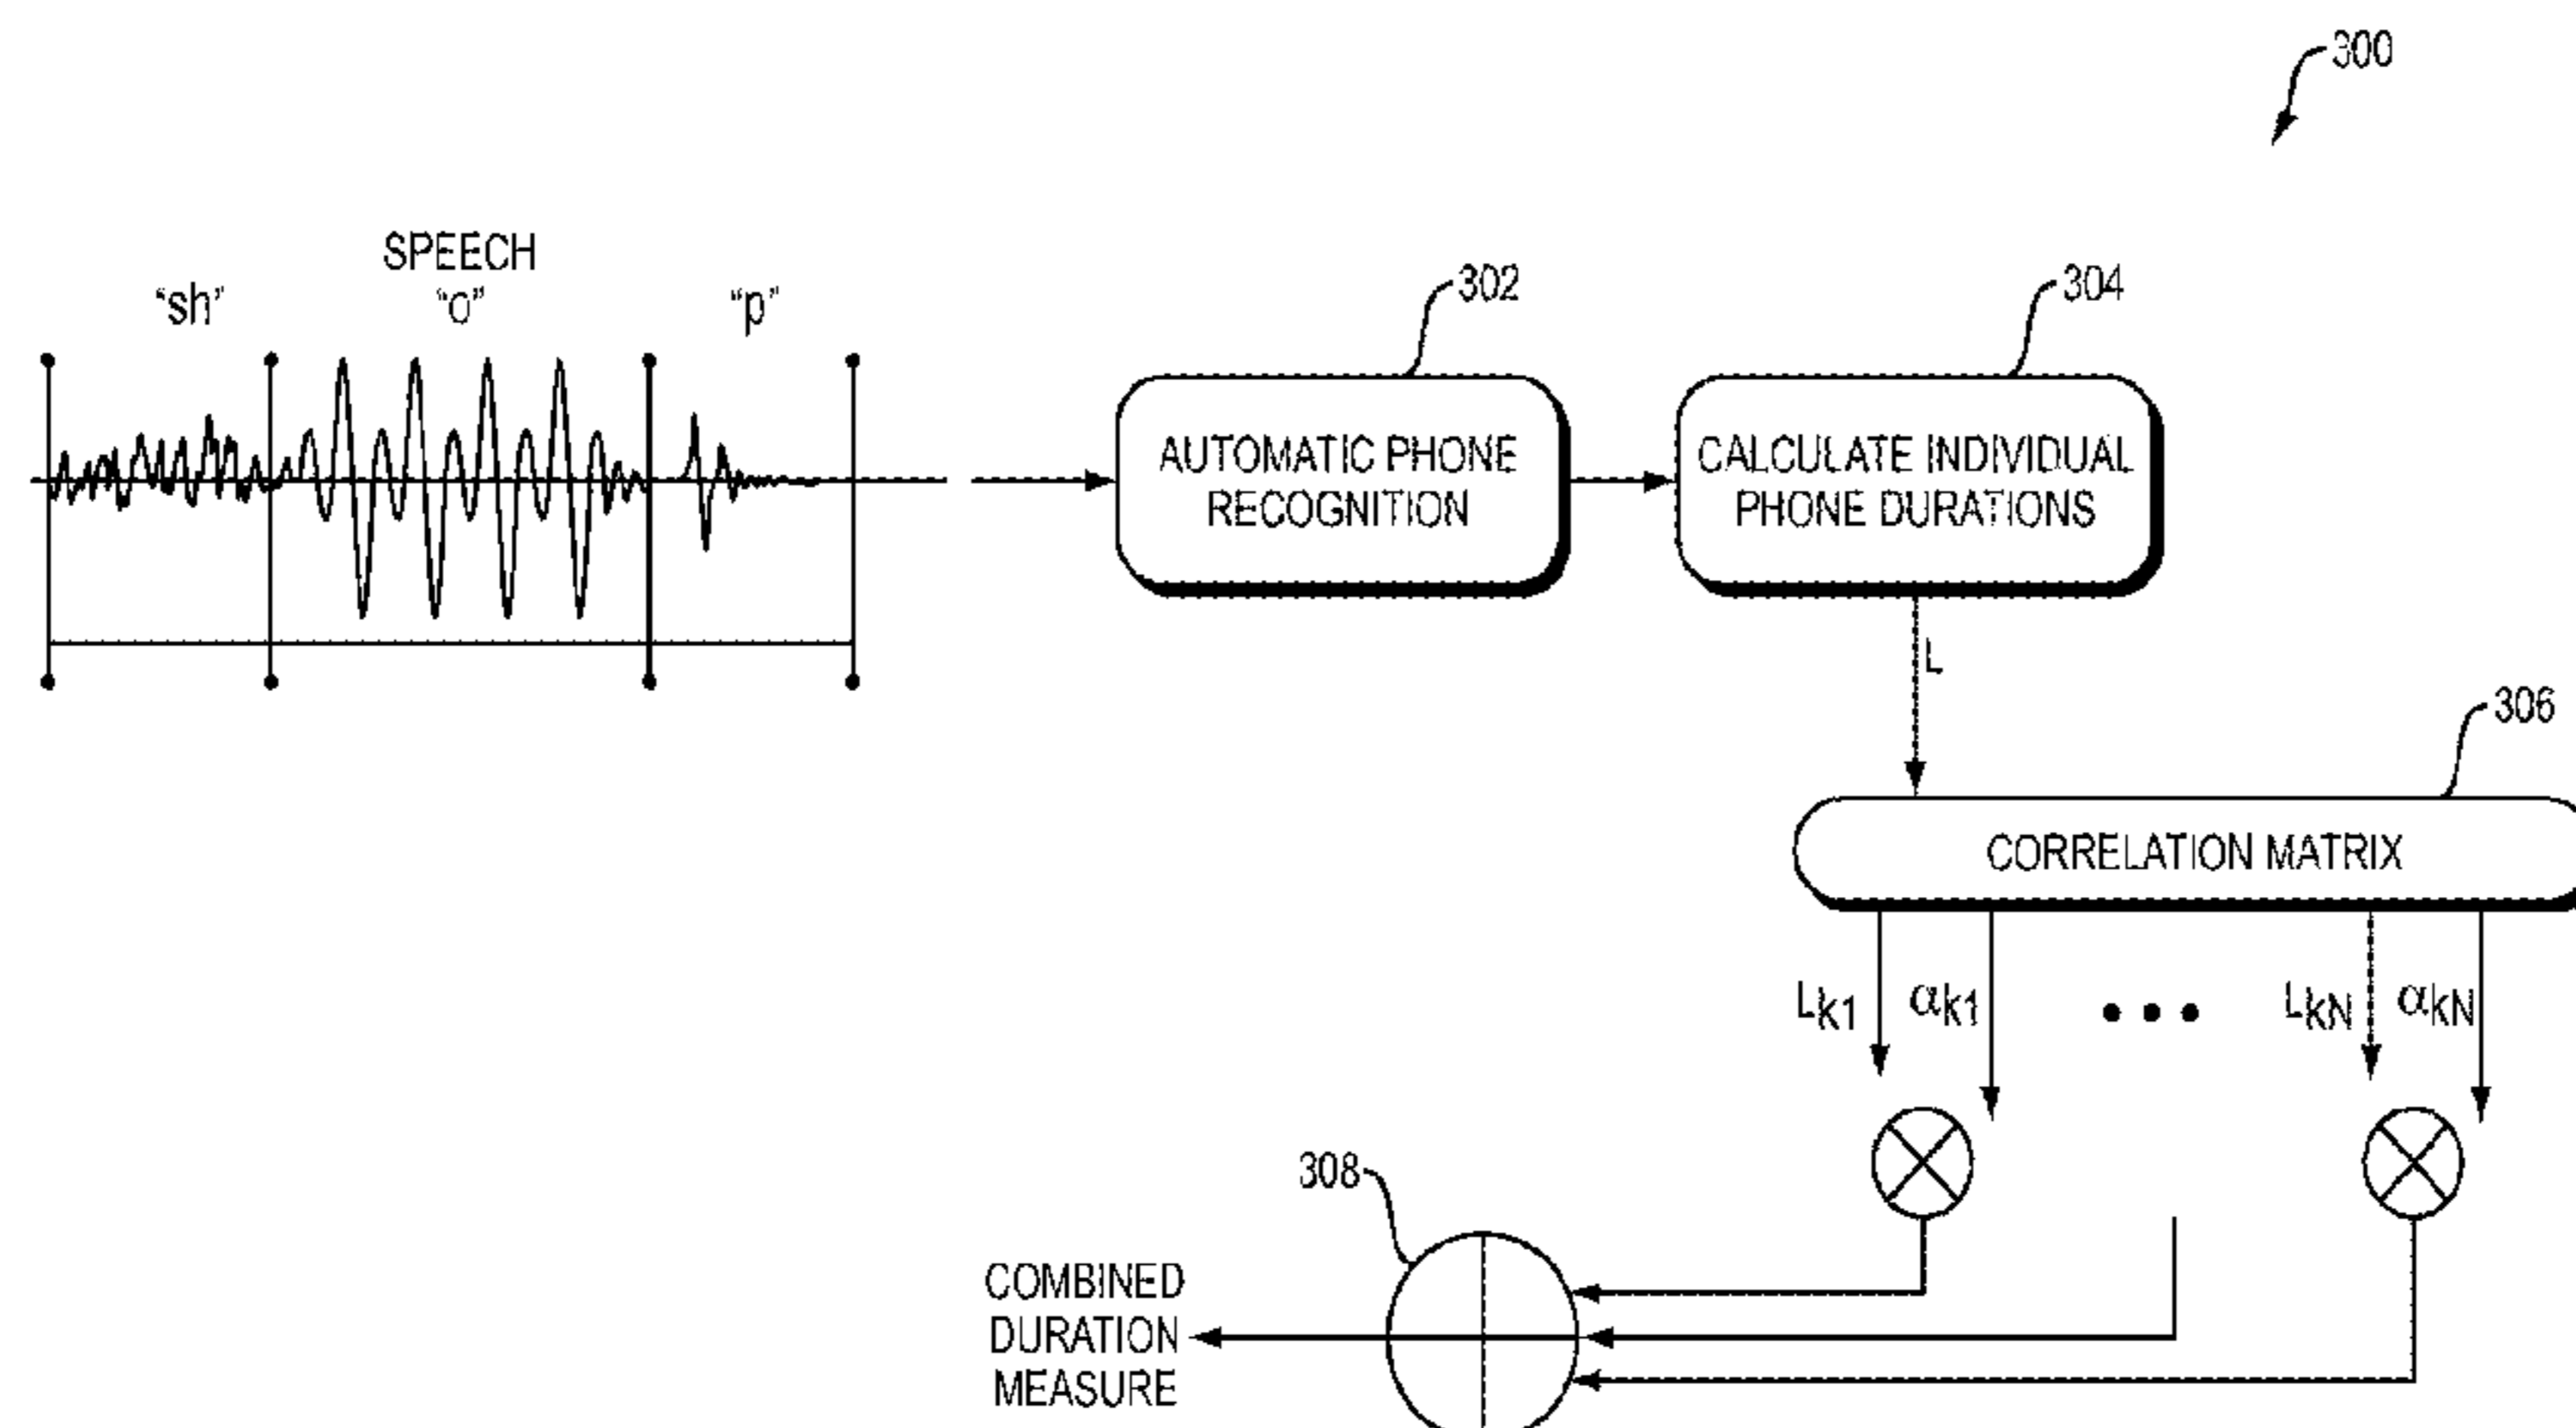 300
SPEECH
"sh" "o" "p"
302
304
AUTOMATIC PHONE
RECOGNITION
CALCULATE INDIVIDUAL
PHONE DURATIONS
L
306
CORRELATION MATRIX
Lk1 αk1 • • • LkN αkN
308
COMBINED
DURATION
MEASURE